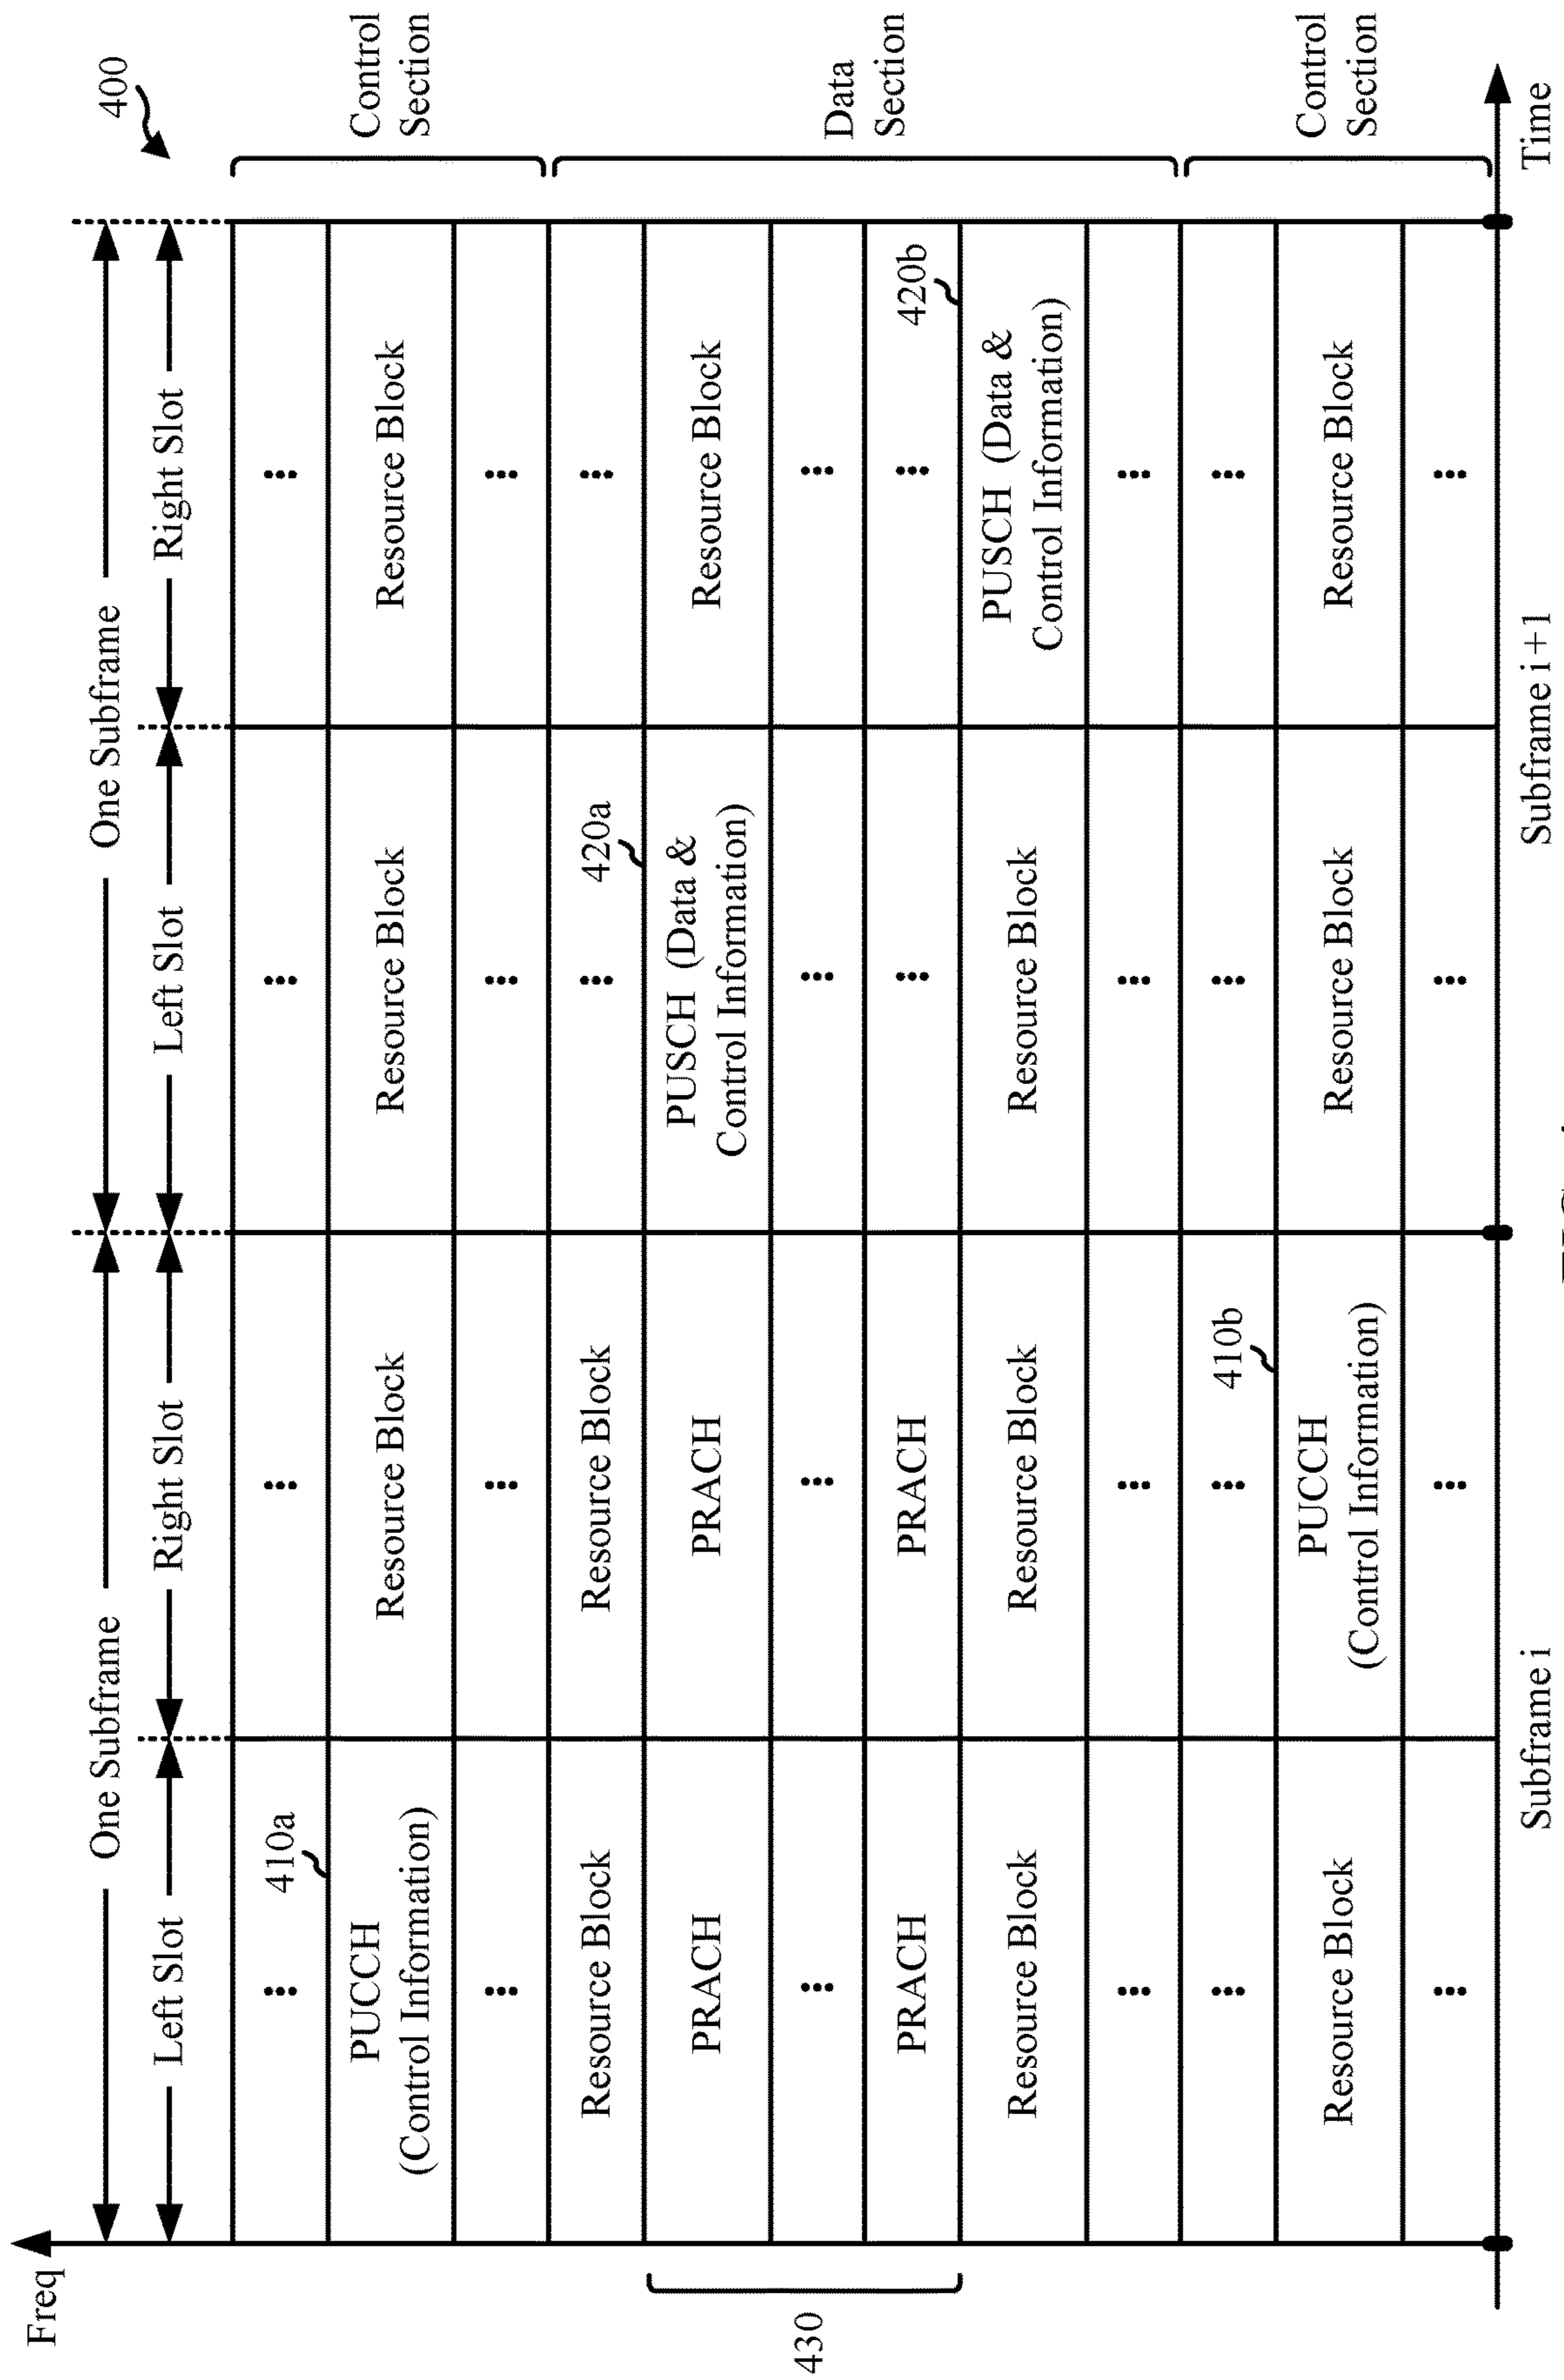 400
One Subframe
One Subframe
Left Slot
Right Slot
Left Slot
Right Slot
Freq
⋮
410a
⋮
⋮
⋮
PUCCH
(Control Information)
Resource Block
Resource Block
Resource Block
Control
Section
⋮
⋮
⋮
⋮
Resource Block
Resource Block
⋮
420a
⋮
PRACH
PRACH
PUSCH (Data &
Control Information)
Resource Block
430
⋮
⋮
⋮
⋮
Data
Section
PRACH
PRACH
⋮
⋮
420b
Resource Block
Resource Block
Resource Block
PUSCH (Data &
Control Information)
⋮
⋮
⋮
⋮
⋮
⋮
410b
⋮
⋮
Resource Block
PUCCH
(Control Information)
Resource Block
Resource Block
Control
Section
⋮
⋮
⋮
⋮
Subframe i
Subframe i+1
Time